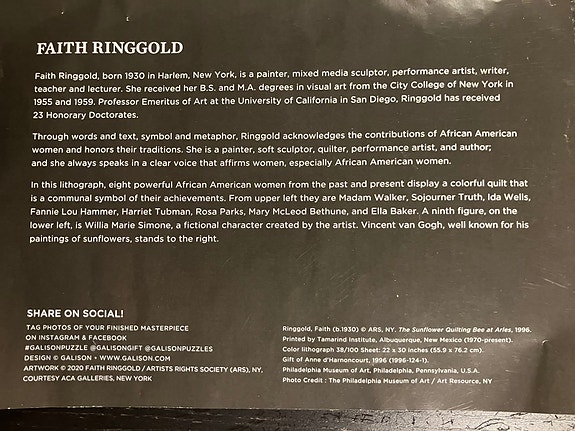 FAITH RINGGOLD
Faith Ringgold, born 1930 in Harlem, New York, is a painter, mixed media sculptor, performance artist, writer,
teacher and lecturer. She received her B.S. and M.A. degrees in visual art from the City College of New York in
1955 and 1959. Professor Emeritus of Art at the University of California in San Diego, Ringgold has received
23 Honorary Doctorates.
Through words and text, symbol and metaphor, Ringgold acknowledges the contributions of African American
women and honors their traditions. She is a painter, soft sculptor, quilter, performance artist, and author;
and she always speaks in a clear voice that affirms women, especially African American women.
In this lithograph, eight powerful African American women from the past and present display a colorful quilt that
is a communal symbol of their achievements. From upper left they are Madam Walker, Sojourner Truth, Ida Wells,
Fannie Lou Hammer, Harriet Tubman, Rosa Parks, Mary McLeod Bethune, and Ella Baker. A ninth figure, on the
lower left, is Willia Marie Simone, a fictional character created by the artist. Vincent van Gogh, well known for his
paintings of sunflowers, stands to the right.
SHARE ON SOCIAL!
TAG PHOTOS OF YOUR FINISHED MASTERPIECE
ON INSTAGRAM & FACEBOOK
#GALISONPUZZLE @GALISONGIFT @GALISONPUZZLES
DESIGN © GALISON • WWW.GALISON.COM
ARTWORK © 2020 FAITH RINGGOLD / ARTISTS RIGHTS SOCIETY (ARS), NY,
COURTESY ACA GALLERIES, NEW YORK
Ringgold, Faith (b.1930) © ARS, NY. The Sunflower Quilting Bee at Arles, 1996.
Printed by Tamarind Institute, Albuquerque, New Mexico (1970-present).
Color lithograph 38/100 Sheet: 22 x 30 inches (55.9 x 76.2 cm).
Gift of Anne d'Harnoncourt, 1996 (1996-124-1).
Philadelphia Museum of Art, Philadelphia, Pennsylvania, U.S.A.
Photo Credit : The Philadelphia Museum of Art / Art Resource, NY